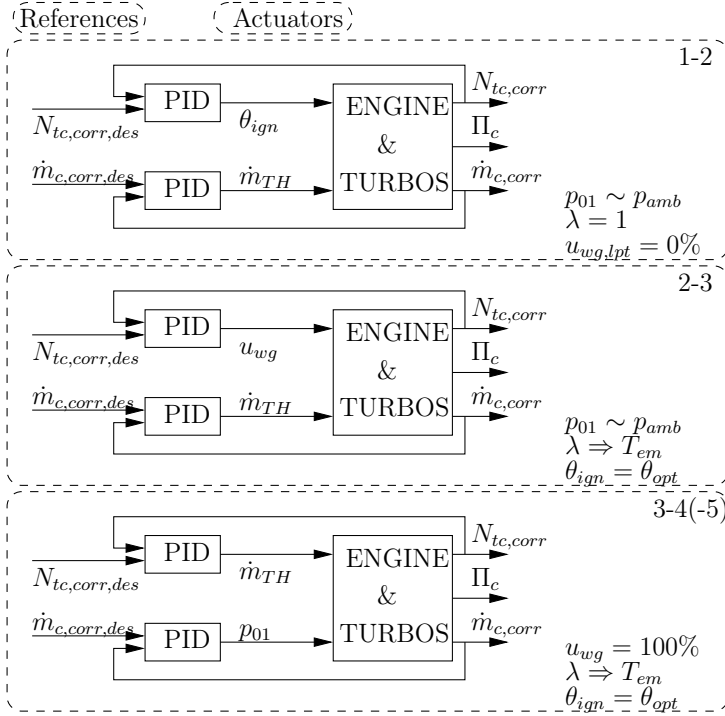 References Actuators
1-2
PID
θ_{ign}
ENGINE
&
TURBOS
N_{tc,corr}
N_{tc,corr,des}
Π_c
ṁ_{c,corr,des}
PID
ṁ_{TH}
ṁ_{c,corr}
p_{01} ∼ p_{amb}
λ = 1
u_{wg,lpt} = 0%
2-3
PID
u_{wg}
ENGINE
&
TURBOS
N_{tc,corr}
N_{tc,corr,des}
Π_c
ṁ_{c,corr,des}
PID
ṁ_{TH}
ṁ_{c,corr}
p_{01} ∼ p_{amb}
λ ⇒ T_{em}
θ_{ign} = θ_{opt}
3-4(-5)
PID
ṁ_{TH}
ENGINE
&
TURBOS
N_{tc,corr}
N_{tc,corr,des}
Π_c
ṁ_{c,corr,des}
PID
p_{01}
ṁ_{c,corr}
u_{wg} = 100%
λ ⇒ T_{em}
θ_{ign} = θ_{opt}